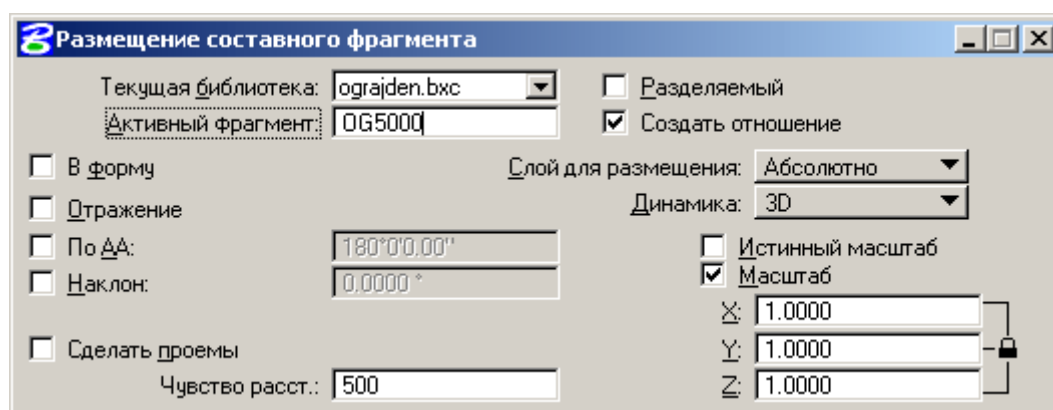 Размещение составного фрагмента
Текущая библиотека: ograjden.bxc
Разделяемый
Активный фрагмент: OG5000
Создать отношение
В форму
Слой для размещения: Абсолютно
Отражение
Динамика: 3D
По АА: 180°0'0.00"
Истинный масштаб
Наклон: 0.0000 °
Масштаб
X: 1.0000
Сделать проемы
Y: 1.0000
Чувство расст.: 500
Z: 1.0000